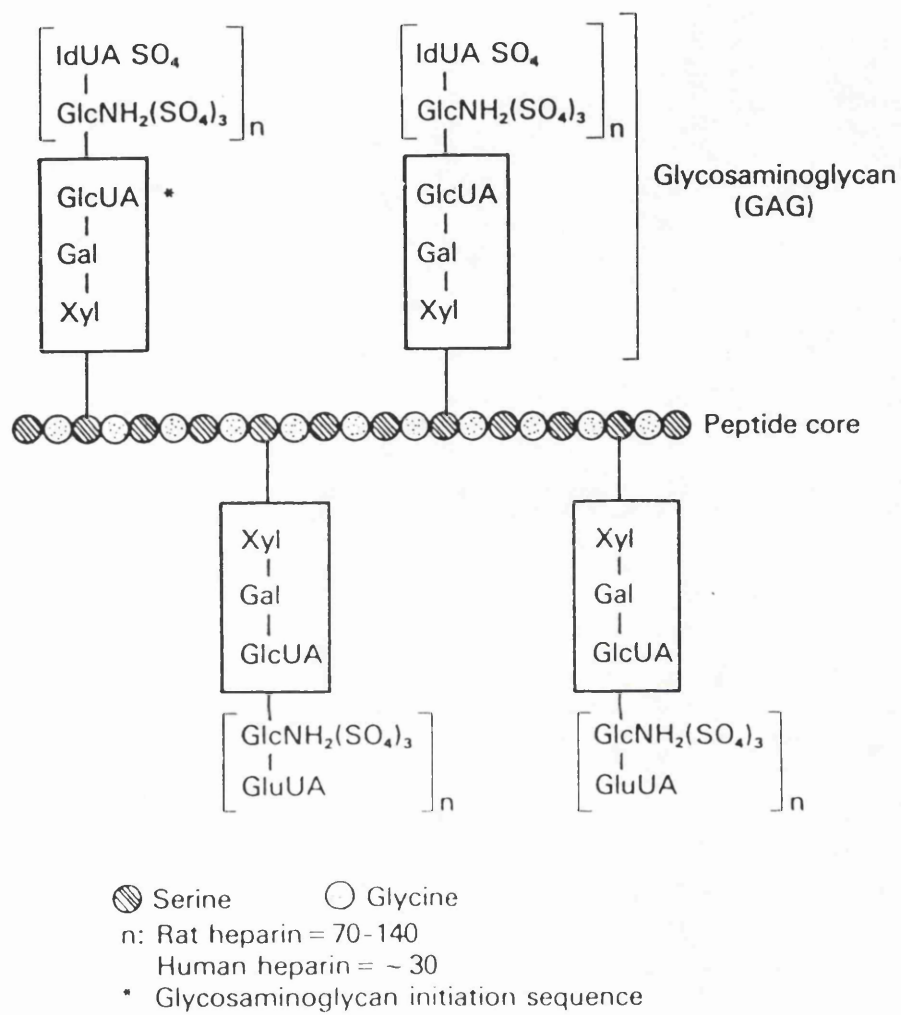 [IdUA SO₄
GlcNH₂(SO₄)₃]n
GlcUA *
Gal
Xyl
[IdUA SO₄
GlcNH₂(SO₄)₃]n
GlcUA
Gal
Xyl
Glycosaminoglycan
(GAG)
Peptide core
Xyl
Gal
GlcUA
[GlcNH₂(SO₄)₃
GluUA]n
Xyl
Gal
GlcUA
[GlcNH₂(SO₄)₃
GluUA]n
Serine Glycine
n: Rat heparin = 70-140
Human heparin = ~ 30
* Glycosaminoglycan initiation sequence